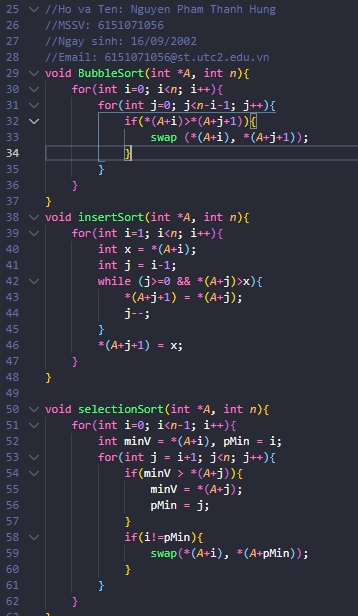 25 //Ho va Ten: Nguyen Pham Thanh Hung
26 //MSSV: 6151071056
27 //Ngay sinh: 16/09/2002
28 //Email: 6151071056@st.utc2.edu.vn
29 void BubbleSort(int *A, int n){
30 for(int i=0; i<n; i++){
31 for(int j=0; j<n-i-1; j++){
32 if(*(A+i)>*(A+j+1)){
33 swap (*(A+i), *(A+j+1));
34 }
35 }
36 }
37 }
38 void insertSort(int *A, int n){
39 for(int i=1; i<n; i++){
40 int x = *(A+i);
41 int j = i-1;
42 while (j>=0 && *(A+j)>x){
43 *(A+j+1) = *(A+j);
44 j--;
45 }
46 *(A+j+1) = x;
47 }
48 }
49
50 void selectionSort(int *A, int n){
51 for(int i=0; i<n-1; i++){
52 int minV = *(A+i), pMin = i;
53 for(int j = i+1; j<n; j++){
54 if(minV > *(A+j)){
55 minV = *(A+j);
56 pMin = j;
57 }
58 if(i!=pMin){
59 swap(*(A+i), *(A+pMin));
60 }
61 }
62 }